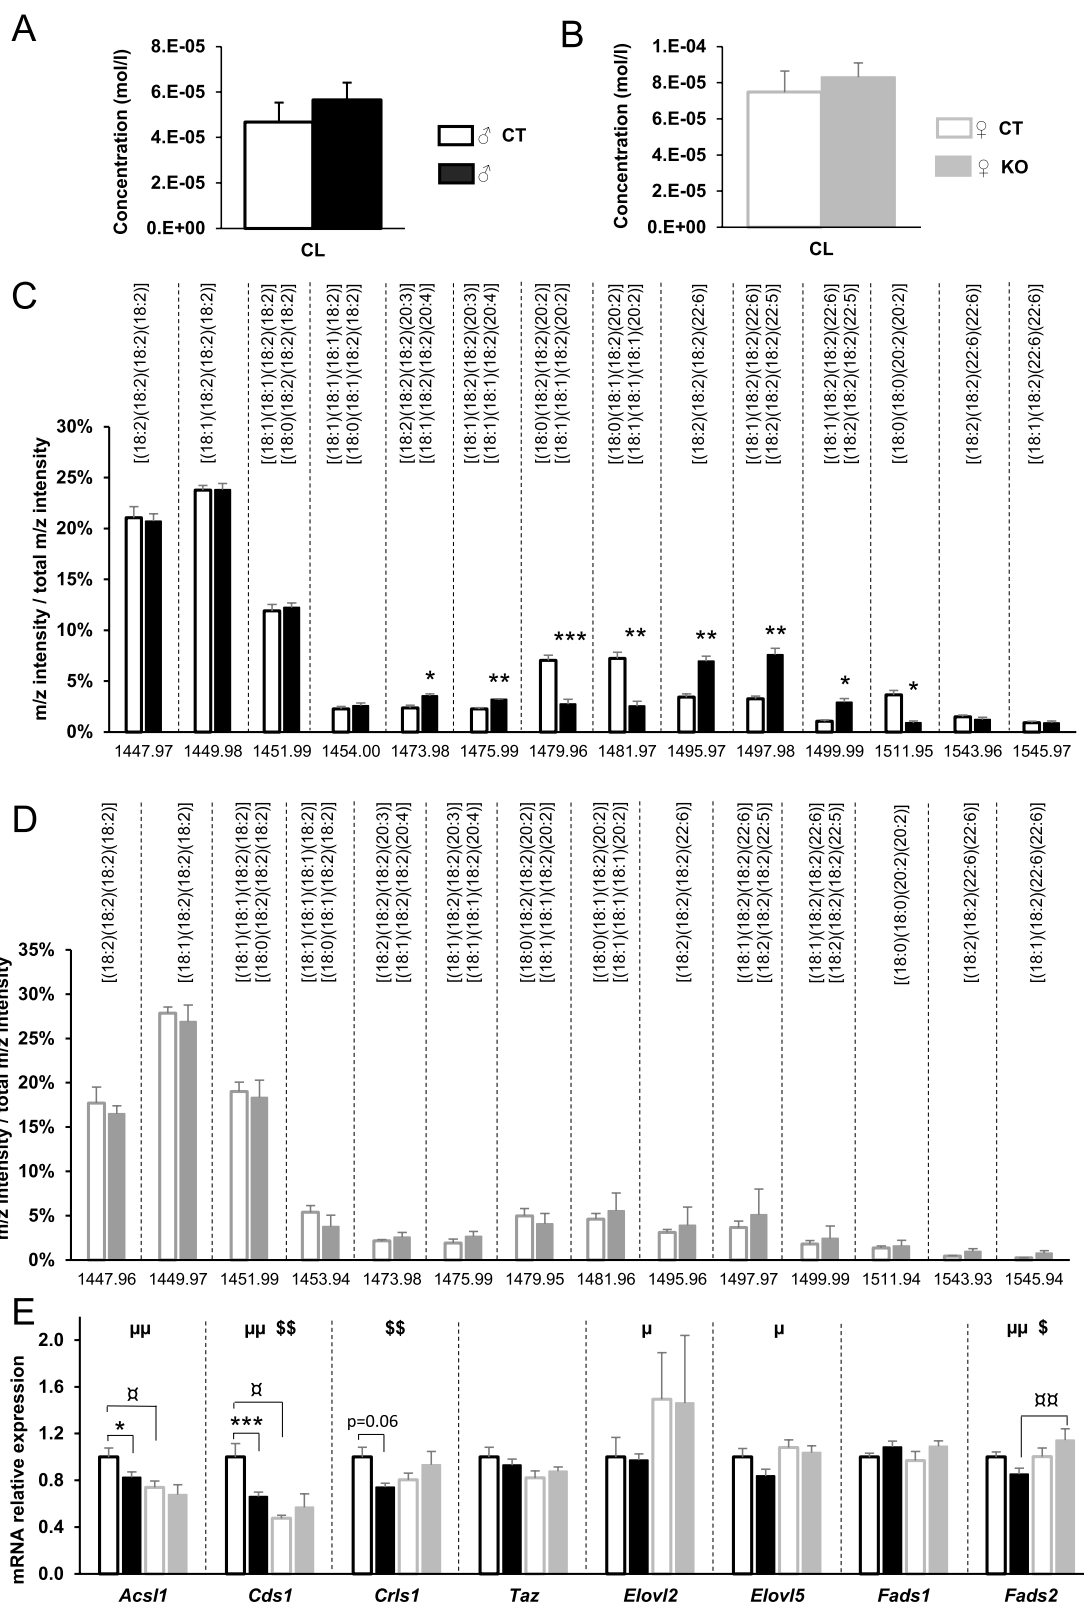 A
Concentration (mol/l)
8.E-05
6.E-05
4.E-05
2.E-05
0.E+00
CL
♂ CT
♂
B
Concentration (mol/l)
1.E-04
8.E-05
6.E-05
4.E-05
2.E-05
0.E+00
CL
♀ CT
♀ KO
C
[(18:2)(18:2)(18:2)(18:2)]
[(18:1)(18:2)(18:2)(18:2)]
[(18:1)(18:1)(18:2)(18:2)]
[(18:0)(18:2)(18:2)(18:2)]
[(18:1)(18:1)(18:1)(18:2)]
[(18:0)(18:1)(18:2)(18:2)]
[(18:2)(18:2)(18:2)(20:3)]
[(18:1)(18:2)(18:2)(20:4)]
[(18:1)(18:2)(18:2)(20:3)]
[(18:1)(18:1)(18:2)(20:4)]
[(18:0)(18:2)(18:2)(20:2)]
[(18:1)(18:1)(18:2)(20:2)]
[(18:0)(18:1)(18:2)(20:2)]
[(18:1)(18:1)(18:1)(20:2)]
[(18:2)(18:2)(18:2)(22:6)]
[(18:1)(18:2)(18:2)(22:6)]
[(18:2)(18:2)(18:2)(22:5)]
[(18:1)(18:1)(18:2)(22:6)]
[(18:2)(18:2)(18:2)(22:5)]
[(18:0)(18:0)(20:2)(20:2)]
[(18:2)(18:2)(22:6)(22:6)]
[(18:1)(18:2)(22:6)(22:6)]
m/z intensity / total m/z intensity
30%
25%
20%
15%
10%
5%
0%
* ** *** ** ** ** * *
1447.97 1449.98 1451.99 1454.00 1473.98 1475.99 1479.96 1481.97 1495.97 1497.98 1499.99 1511.95 1543.96 1545.97
D
[(18:2)(18:2)(18:2)(18:2)]
[(18:1)(18:2)(18:2)(18:2)]
[(18:1)(18:1)(18:2)(18:2)]
[(18:0)(18:2)(18:2)(18:2)]
[(18:1)(18:1)(18:1)(18:2)]
[(18:0)(18:1)(18:2)(18:2)]
[(18:2)(18:2)(18:2)(20:3)]
[(18:1)(18:2)(18:2)(20:4)]
[(18:1)(18:2)(18:2)(20:3)]
[(18:1)(18:1)(18:2)(20:4)]
[(18:0)(18:2)(18:2)(20:2)]
[(18:1)(18:1)(18:2)(20:2)]
[(18:0)(18:1)(18:2)(20:2)]
[(18:1)(18:1)(18:1)(20:2)]
[(18:2)(18:2)(18:2)(22:6)]
[(18:1)(18:2)(18:2)(22:6)]
[(18:2)(18:2)(18:2)(22:5)]
[(18:1)(18:2)(18:2)(22:6)]
[(18:2)(18:2)(18:2)(22:5)]
[(18:0)(18:0)(20:2)(20:2)]
[(18:2)(18:2)(22:6)(22:6)]
[(18:1)(18:2)(22:6)(22:6)]
m/z intensity / total m/z intensity
35%
30%
25%
20%
15%
10%
5%
0%
1447.96 1449.97 1451.99 1453.94 1473.98 1475.99 1479.95 1481.96 1495.96 1497.97 1499.99 1511.94 1543.93 1545.94
E
mRNA relative expression
2.0
1.6
1.2
0.8
0.4
0.0
µµ µµ $$ $$ µ µ µµ $
¤ ¤ ¤¤
* *** p=0.06
Acsl1 Cds1 Crls1 Taz Elovl2 Elovl5 Fads1 Fads2